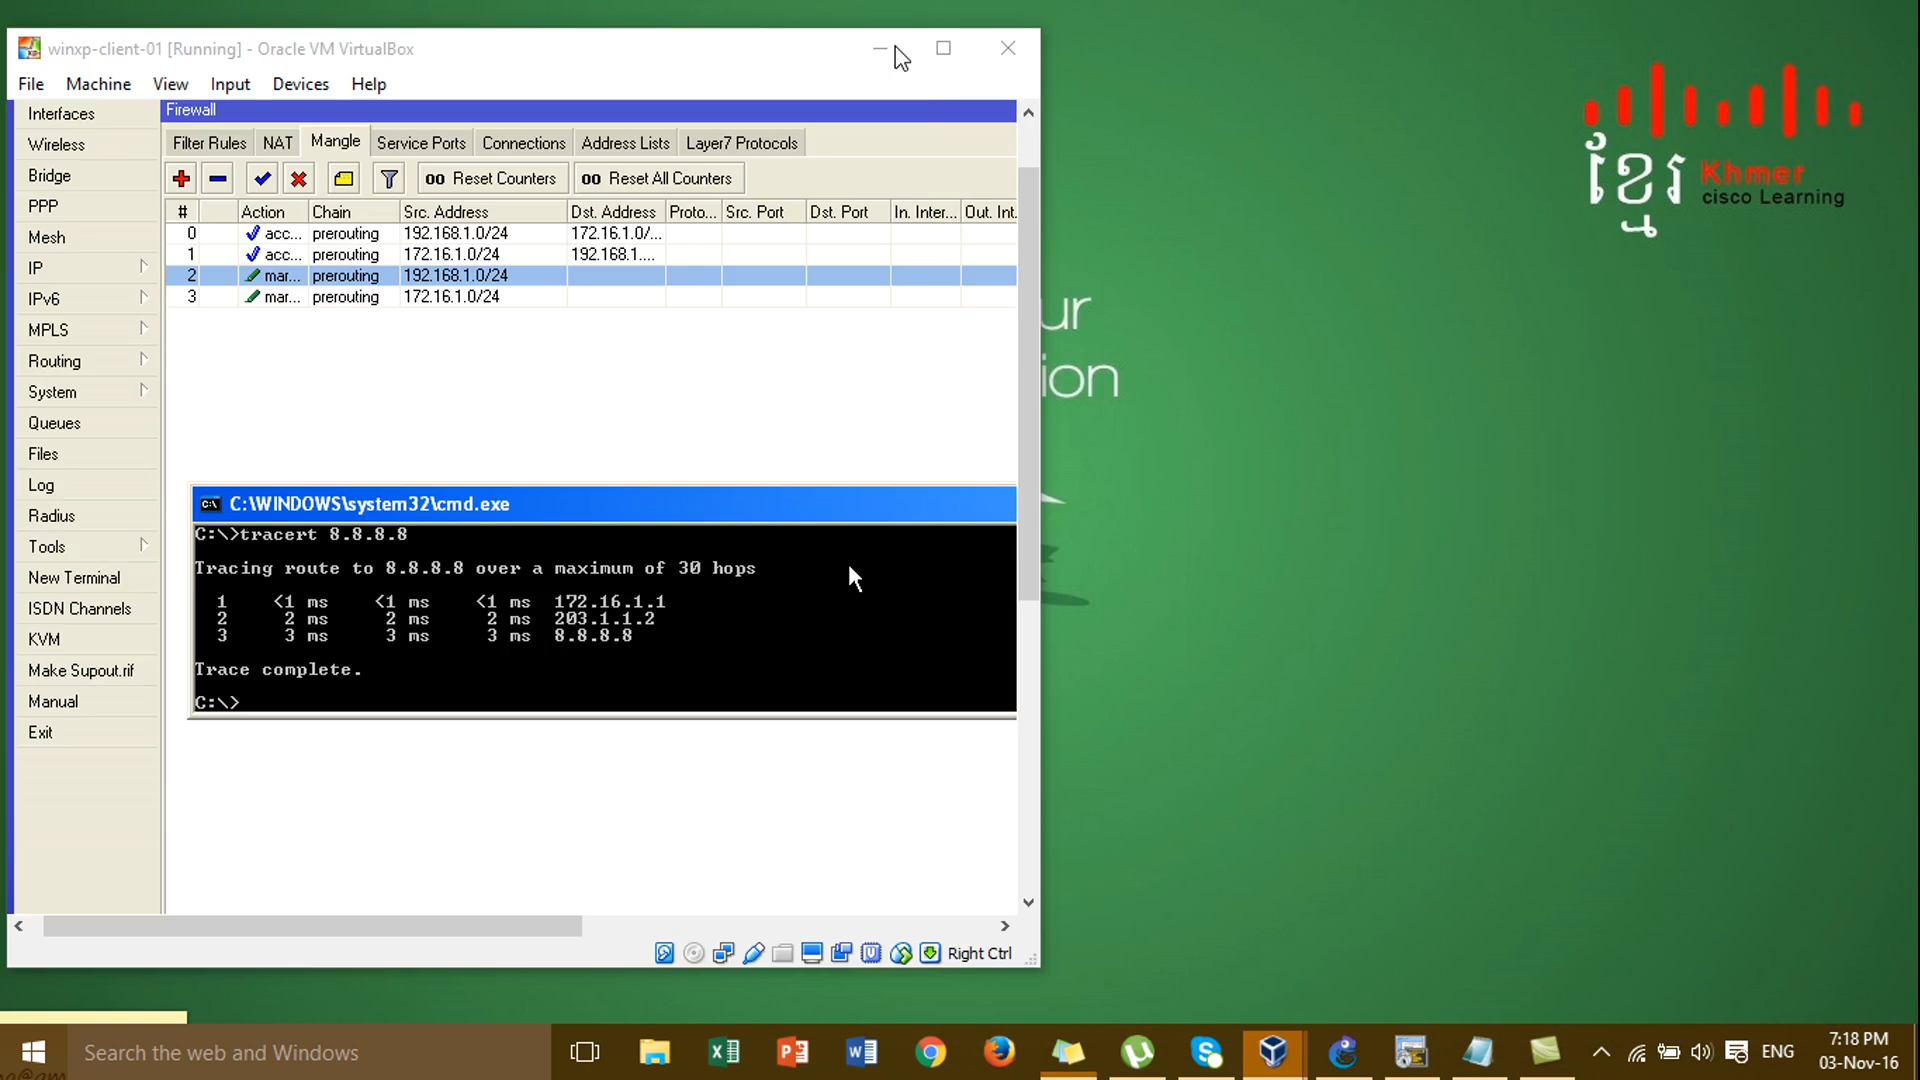 winxp-client-01 [Running] - Oracle VM VirtualBox
File Machine View Input Devices Help
Interfaces
Wireless
Bridge
PPP
Mesh
IP
IPv6
MPLS
Routing
System
Queues
Files
Log
Radius
Tools
New Terminal
ISDN Channels
KVM
Make Supout.rif
Manual
Exit
Firewall
Filter Rules NAT Mangle Service Ports Connections Address Lists Layer7 Protocols
00 Reset Counters 00 Reset All Counters
# Action Chain Src. Address Dst. Address Proto... Src. Port Dst. Port In. Inter... Out. Int.
0 acc... prerouting 192.168.1.0/24 172.16.1.0/...
1 acc... prerouting 172.16.1.0/24 192.168.1....
2 mar... prerouting 192.168.1.0/24
3 mar... prerouting 172.16.1.0/24
C:\WINDOWS\system32\cmd.exe
C:\>tracert 8.8.8.8
Tracing route to 8.8.8.8 over a maximum of 30 hops
1 <1 ms <1 ms <1 ms 172.16.1.1
2 2 ms 2 ms 2 ms 203.1.1.2
3 3 ms 3 ms 3 ms 8.8.8.8
Trace complete.
C:\>
Right Ctrl
ur
ion
ខ្មែរ
Khmer
cisco Learning
Search the web and Windows
ENG
7:18 PM
03-Nov-16